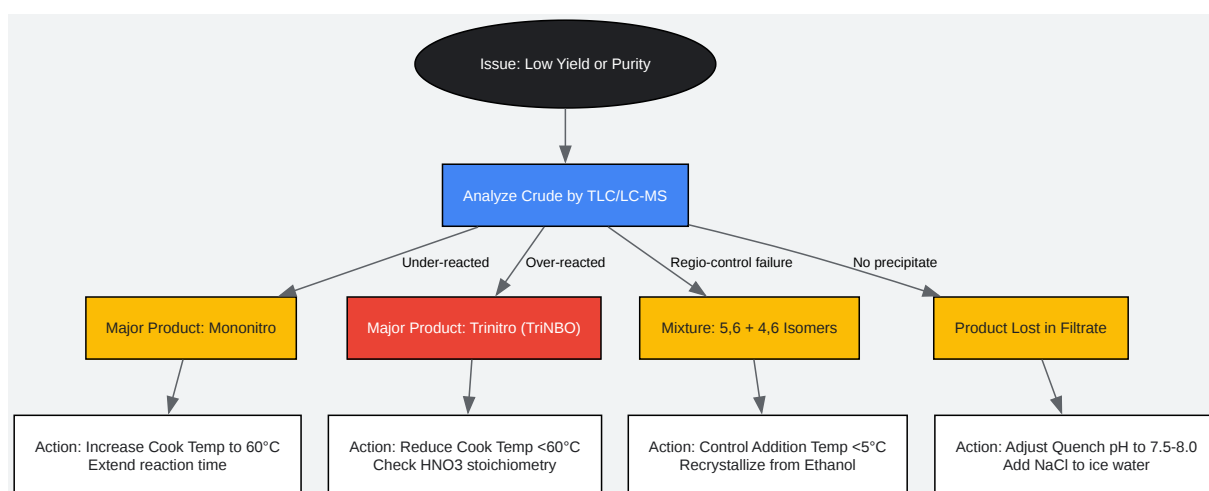 Issue: Low Yield or Purity
Analyze Crude by TLC/LC-MS
Under-reacted
Over-reacted
Regio-control failure
No precipitate
Major Product: Mononitro
Major Product: Trinitro (TriNBO)
Mixture: 5,6 + 4,6 Isomers
Product Lost in Filtrate
Action: Increase Cook Temp to 60°C
Extend reaction time
Action: Reduce Cook Temp <60°C
Check HNO3 stoichiometry
Action: Control Addition Temp <5°C
Recrystallize from Ethanol
Action: Adjust Quench pH to 7.5-8.0
Add NaCl to ice water